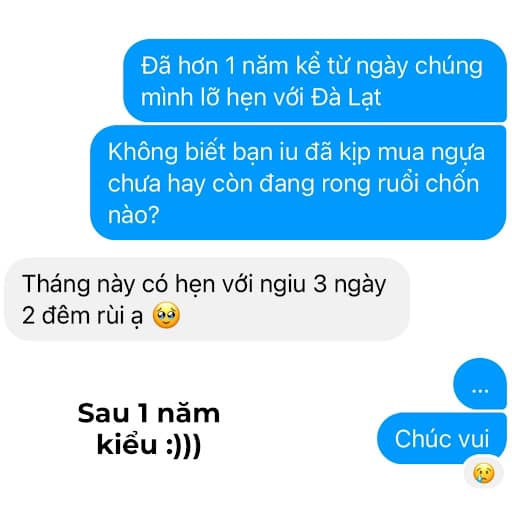 Đã hơn 1 năm kể từ ngày chúng
mình lỡ hẹn với Đà Lạt
Không biết bạn iu đã kịp mua ngựa
chưa hay còn đang rong ruổi chốn
nào?
Tháng này có hẹn với ngiu 3 ngày
2 đêm rùi ạ 🥹
...
Chúc vui
😢
Sau 1 năm
kiểu :)))